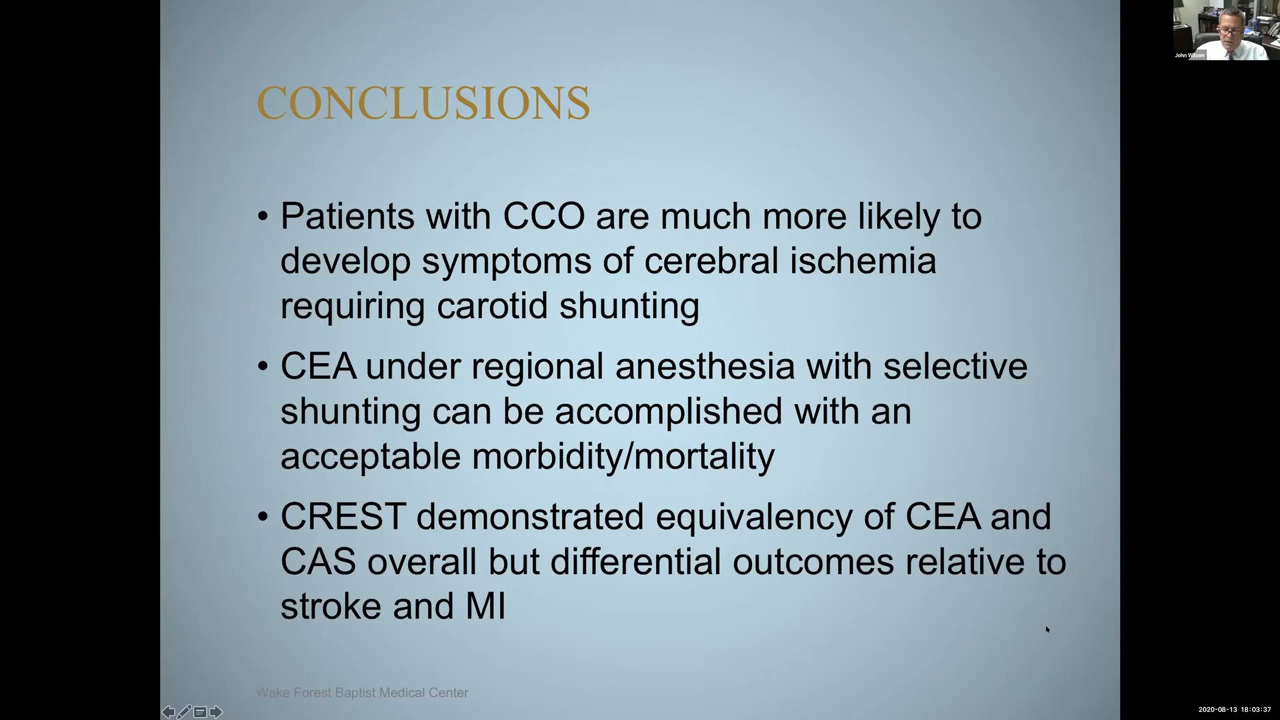 CONCLUSIONS
• Patients with CCO are much more likely to
develop symptoms of cerebral ischemia
requiring carotid shunting
• CEA under regional anesthesia with selective
shunting can be accomplished with an
acceptable morbidity/mortality
• CREST demonstrated equivalency of CEA and
CAS overall but differential outcomes relative to
stroke and MI
Wake Forest Baptist Medical Center
John Wilson
2020-08-13 18:03:37